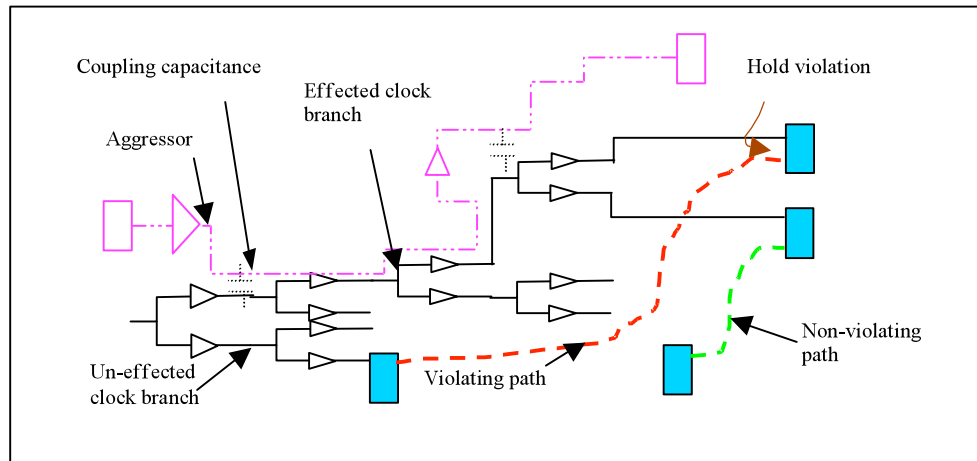 Coupling capacitance
Aggressor
Effected clock
branch
Hold violation
Un-effected
clock branch
Violating path
Non-violating
path